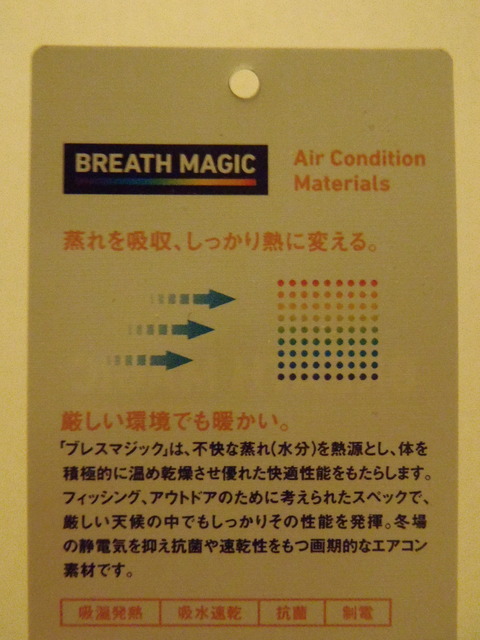 BREATH MAGIC
Air Condition
Materials
蒸れを吸収、しっかり熱に変える。
厳しい環境でも暖かい。
「ブレスマジック」は、不快な蒸れ(水分)を熱源とし、体を
積極的に温め乾燥させ優れた快適性能をもたらします。
フィッシング、アウトドアのために考えられたスペックで、
厳しい天候の中でもしっかりその性能を発揮。冬場
の静電気を抑え抗菌や速乾性をもつ画期的なエアコン
素材です。
吸湿発熱 吸水速乾 抗菌 制電